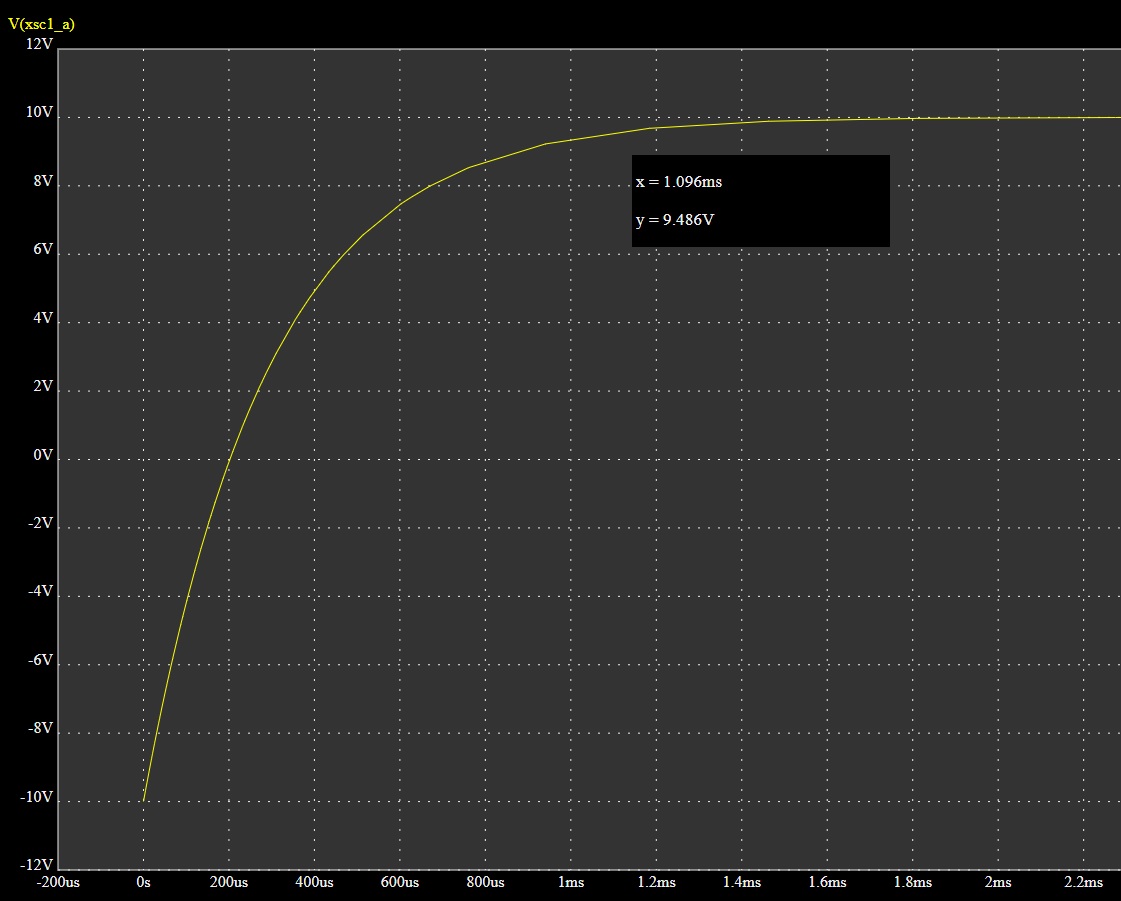 V(xsc1_a)
12V
10V
8V
6V
4V
2V
0V
-2V
-4V
-6V
-8V
-10V
-12V
x = 1.096ms
y = 9.486V
-200us 0s 200us 400us 600us 800us 1ms 1.2ms 1.4ms 1.6ms 1.8ms 2ms 2.2ms